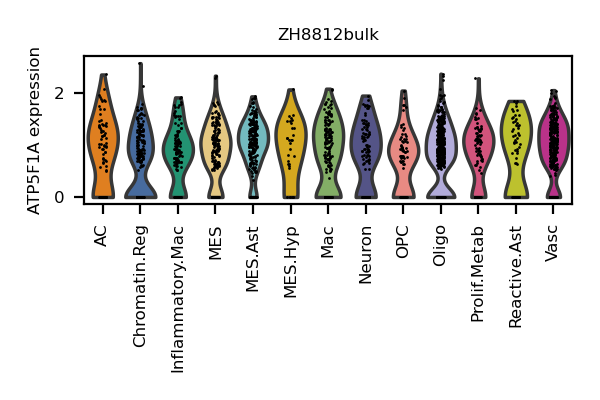 ZH8812bulk
ATP5F1A expression
2
0
AC
Chromatin.Reg
Inflammatory.Mac
MES
MES.Ast
MES.Hyp
Mac
Neuron
OPC
Oligo
Prolif.Metab
Reactive.Ast
Vasc